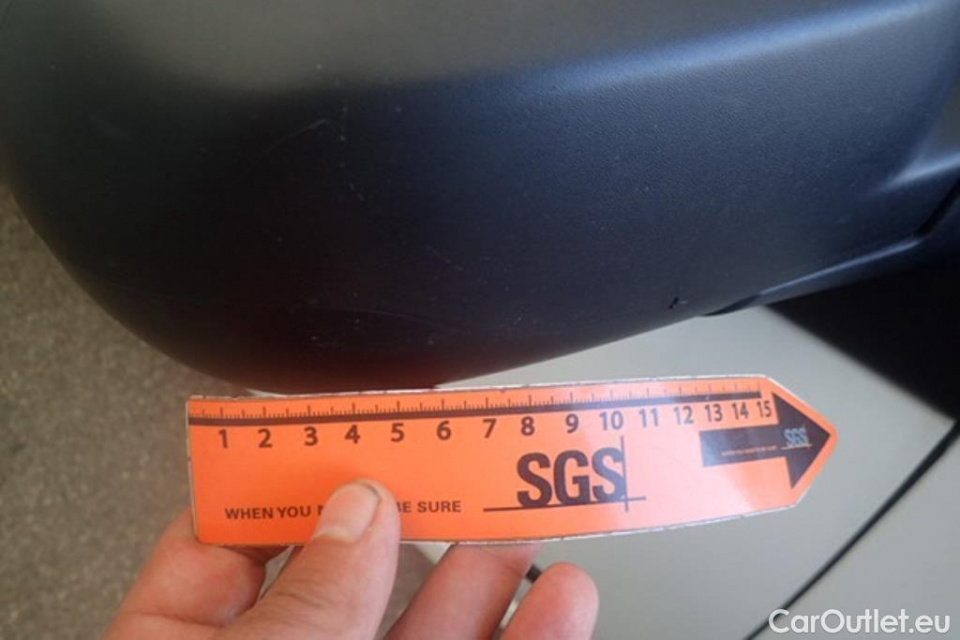 1 2 3 4 5 6 7 8 9 10 11 12 13 14 15
SGS
SGS
WHEN YOU BE SURE
CarOutlet.eu